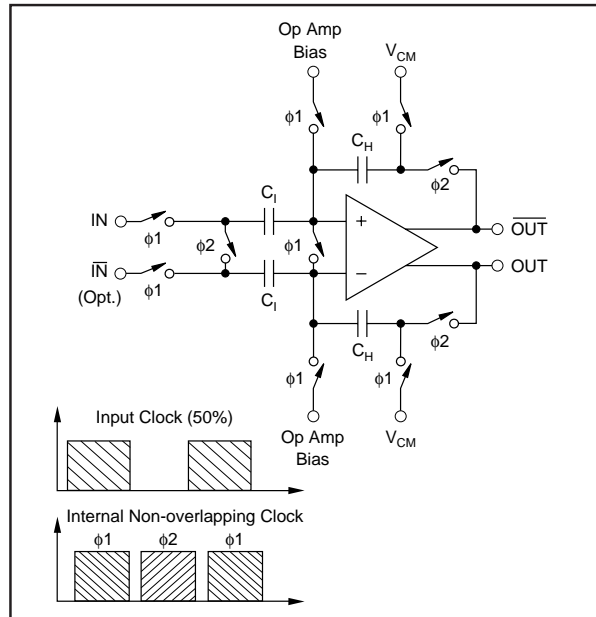 Op Amp
Bias
V_CM
ϕ1
ϕ1
C_H
ϕ2
C_I
IN
ϕ1
ϕ2
ϕ1
+
OUT̅
IN̅
(Opt.)
ϕ1
C_I
–
OUT
C_H
ϕ2
ϕ1
ϕ1
Op Amp
Bias
V_CM
Input Clock (50%)
Internal Non-overlapping Clock
ϕ1 ϕ2 ϕ1